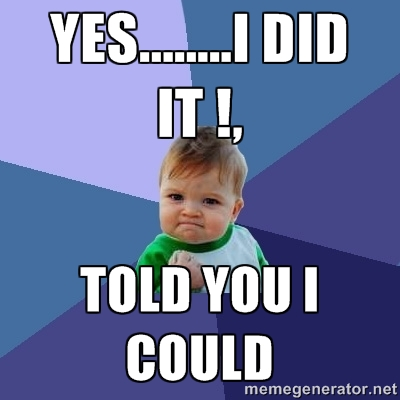 YES........I DID
IT !,
TOLD YOU I
COULD
memegenerator.net